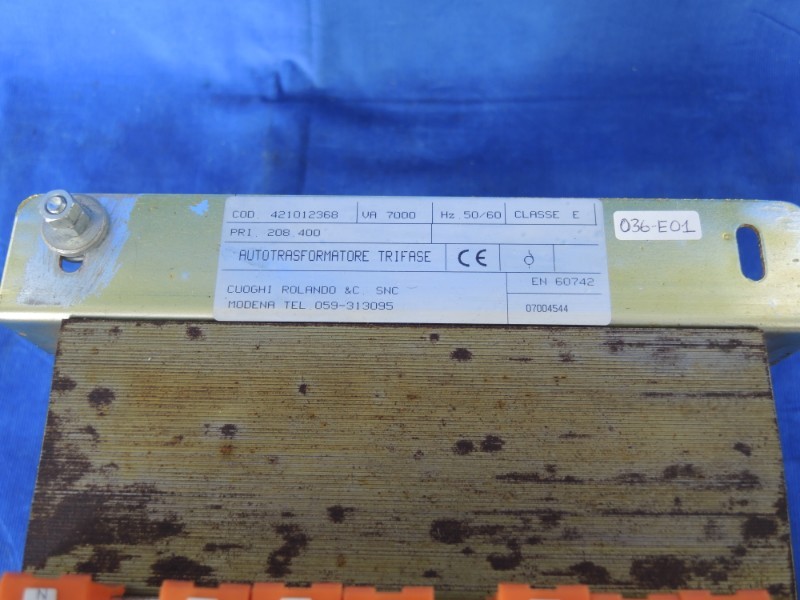 COD. 421012368 VA 7000 Hz 50/60 CLASSE E
036-E01
PRI. 208 400
AUTOTRASFORMATORE TRIFASE CE
EN 60742
CUOGHI ROLANDO &C. SNC
MODENA TEL 059-313095
07004544
N